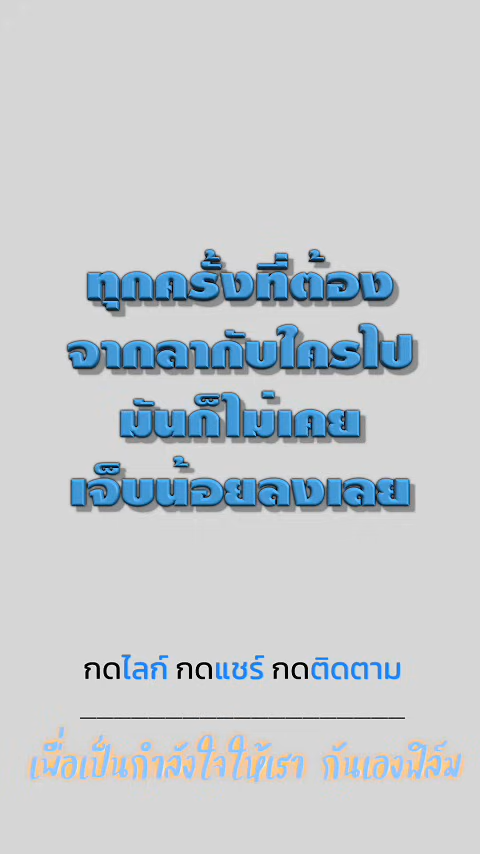 ทุกครั้งที่ต้อง
จากลากับใครไป
มันก็ไม่เคย
เจ็บน้อยลงเลย
กดไลก์ กดแชร์ กดติดตาม
เพื่อเป็นกำลังใจให้เรา กันเองฟิล์ม